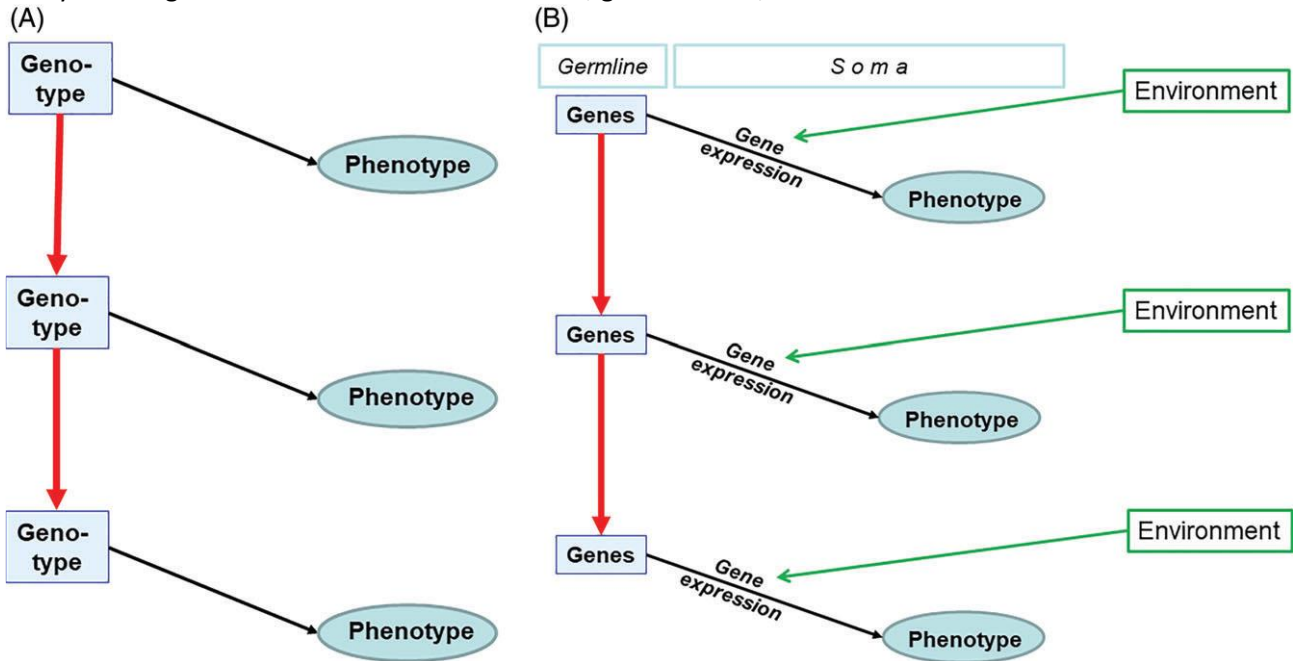 (A)
Geno-
type
Phenotype
Geno-
type
Phenotype
Geno-
type
Phenotype
(B)
Germline
Soma
Environment
Genes
Gene
expression
Phenotype
Environment
Genes
Gene
expression
Phenotype
Environment
Genes
Gene
expression
Phenotype